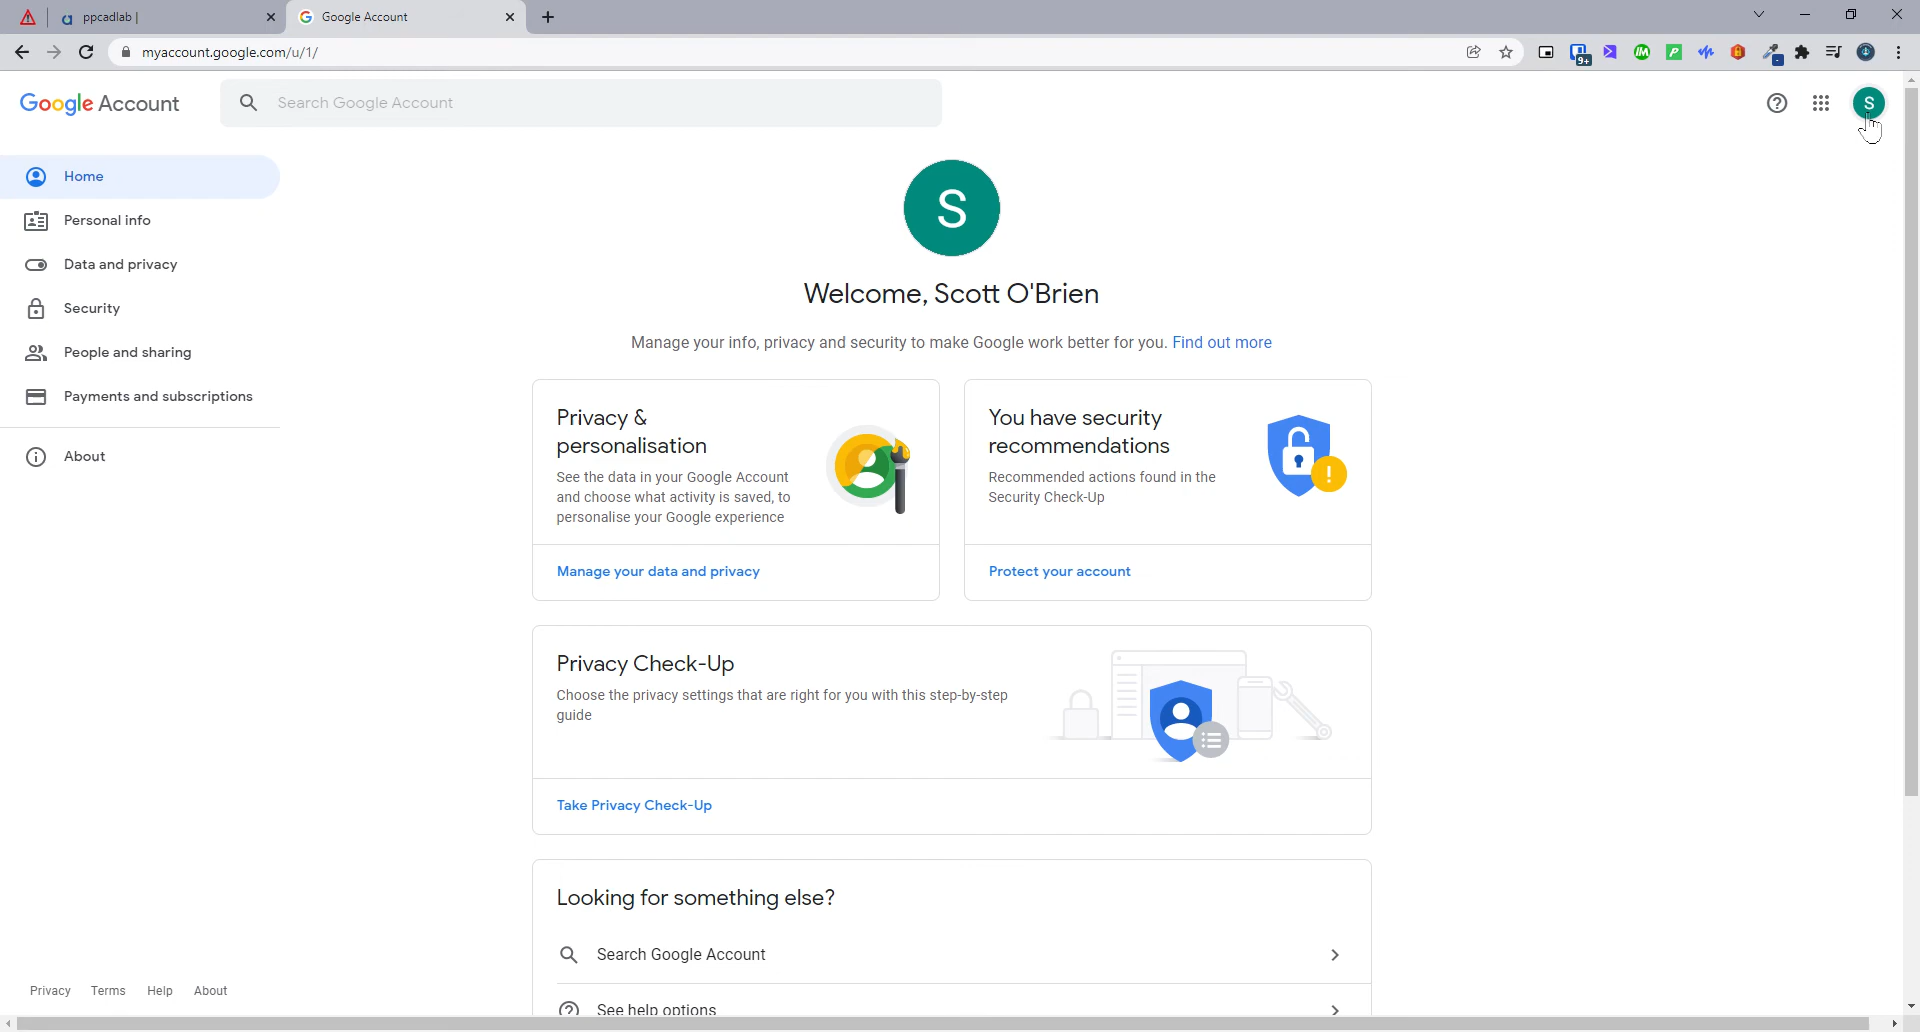 ppcadlab |
Google Account
myaccount.google.com/u/1/
9+
Google Account
Search Google Account
S
Home
Personal info
Data and privacy
Security
People and sharing
Payments and subscriptions
About
S
Welcome, Scott O'Brien
Manage your info, privacy and security to make Google work better for you. Find out more
Privacy &
personalisation
See the data in your Google Account
and choose what activity is saved, to
personalise your Google experience
Manage your data and privacy
You have security
recommendations
Recommended actions found in the
Security Check-Up
Protect your account
Privacy Check-Up
Choose the privacy settings that are right for you with this step-by-step
guide
Take Privacy Check-Up
Looking for something else?
Search Google Account
See help options
Privacy Terms Help About